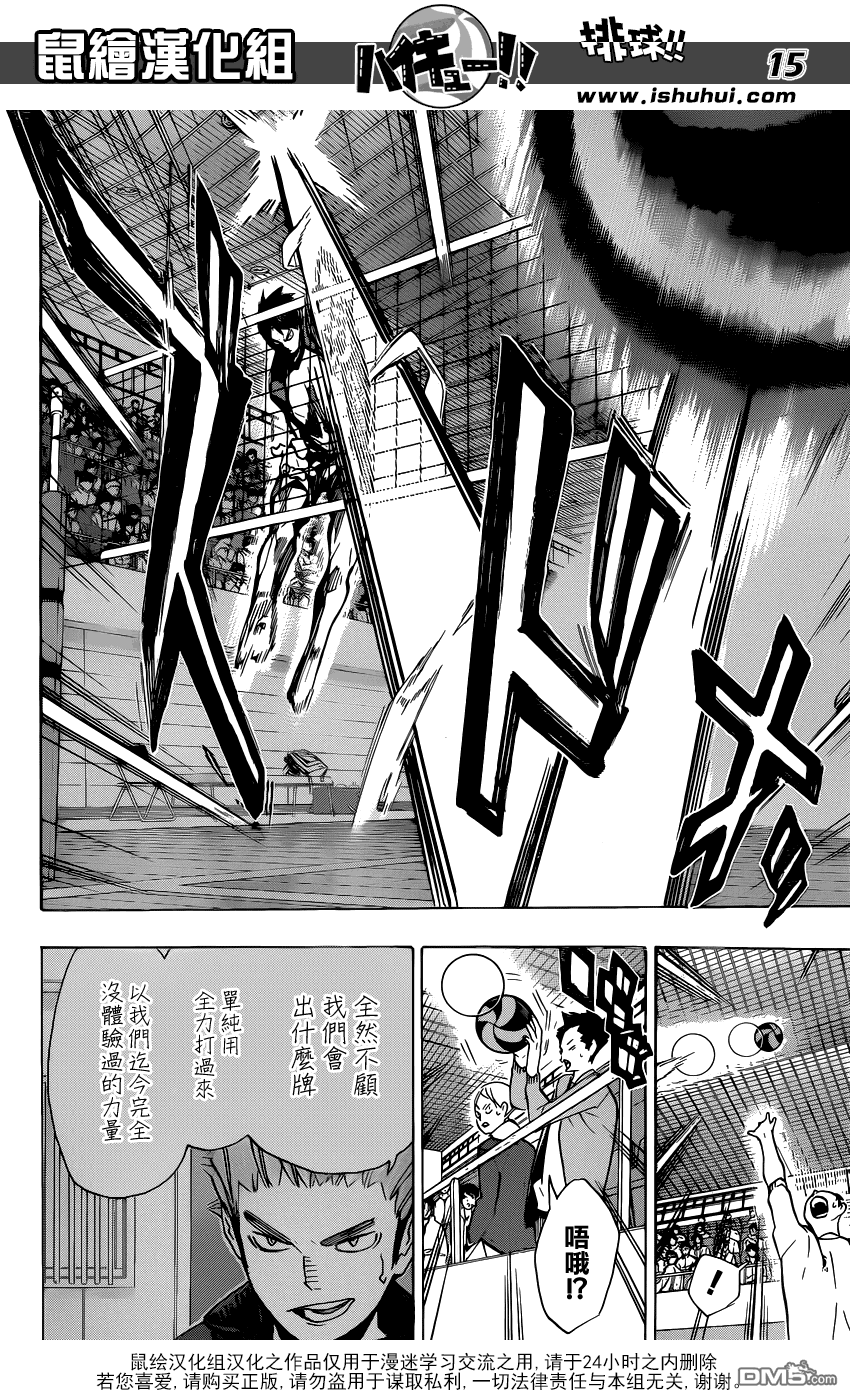 鼠繪漢化組
ハイキュー!!
排球!!
15
www.ishuhui.com
ズドドメ
!
唔哦!?
全然不顧
我們會
出什麼牌
單純用
全力打過來
以我們迄今完全
沒體驗過的力量
鼠绘汉化组汉化之作品仅用于漫迷学习交流之用, 请于24小时之内删除
若您喜爱, 请购买正版, 请勿盗用于谋取私利, 一切法律责任与本组无关, 谢谢.
DM5.com